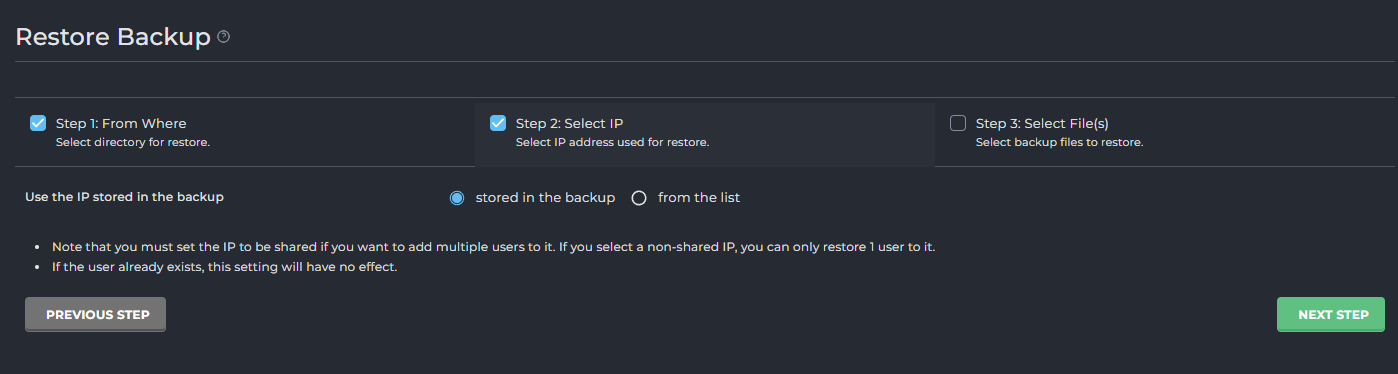 Restore Backup
Step 1: From Where
Select directory for restore.
Step 2: Select IP
Select IP address used for restore.
Step 3: Select File(s)
Select backup files to restore.
Use the IP stored in the backup
stored in the backup
from the list
• Note that you must set the IP to be shared if you want to add multiple users to it. If you select a non-shared IP, you can only restore 1 user to it.
• If the user already exists, this setting will have no effect.
PREVIOUS STEP
NEXT STEP